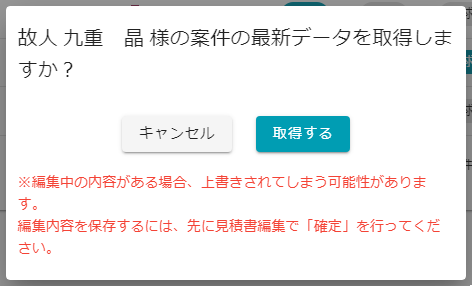 故人 九重　晶 様の案件の最新データを取得しま
すか？
キャンセル
取得する
※編集中の内容がある場合、上書きされてしまう可能性がありま
す。
編集内容を保存するには、先に見積書編集で「確定」を行ってくだ
さい。